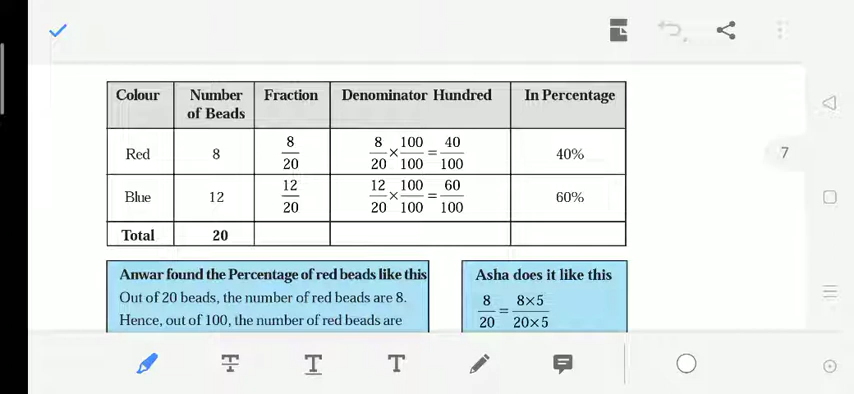 Colour Number of Beads Fraction Denominator Hundred In Percentage
Red 8 8/20 8/20 × 100/100 = 40/100 40%
Blue 12 12/20 12/20 × 100/100 = 60/100 60%
Total 20
7
Anwar found the Percentage of red beads like this
Out of 20 beads, the number of red beads are 8.
Hence, out of 100, the number of red beads are
Asha does it like this
8/20 = 8×5/20×5
T T T